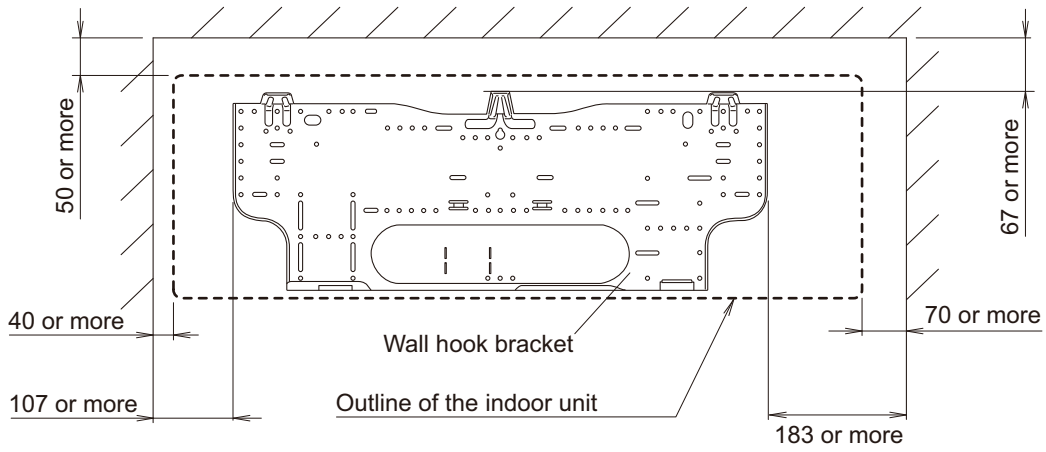 50 or more
67 or more
40 or more
70 or more
Wall hook bracket
107 or more
Outline of the indoor unit
183 or more